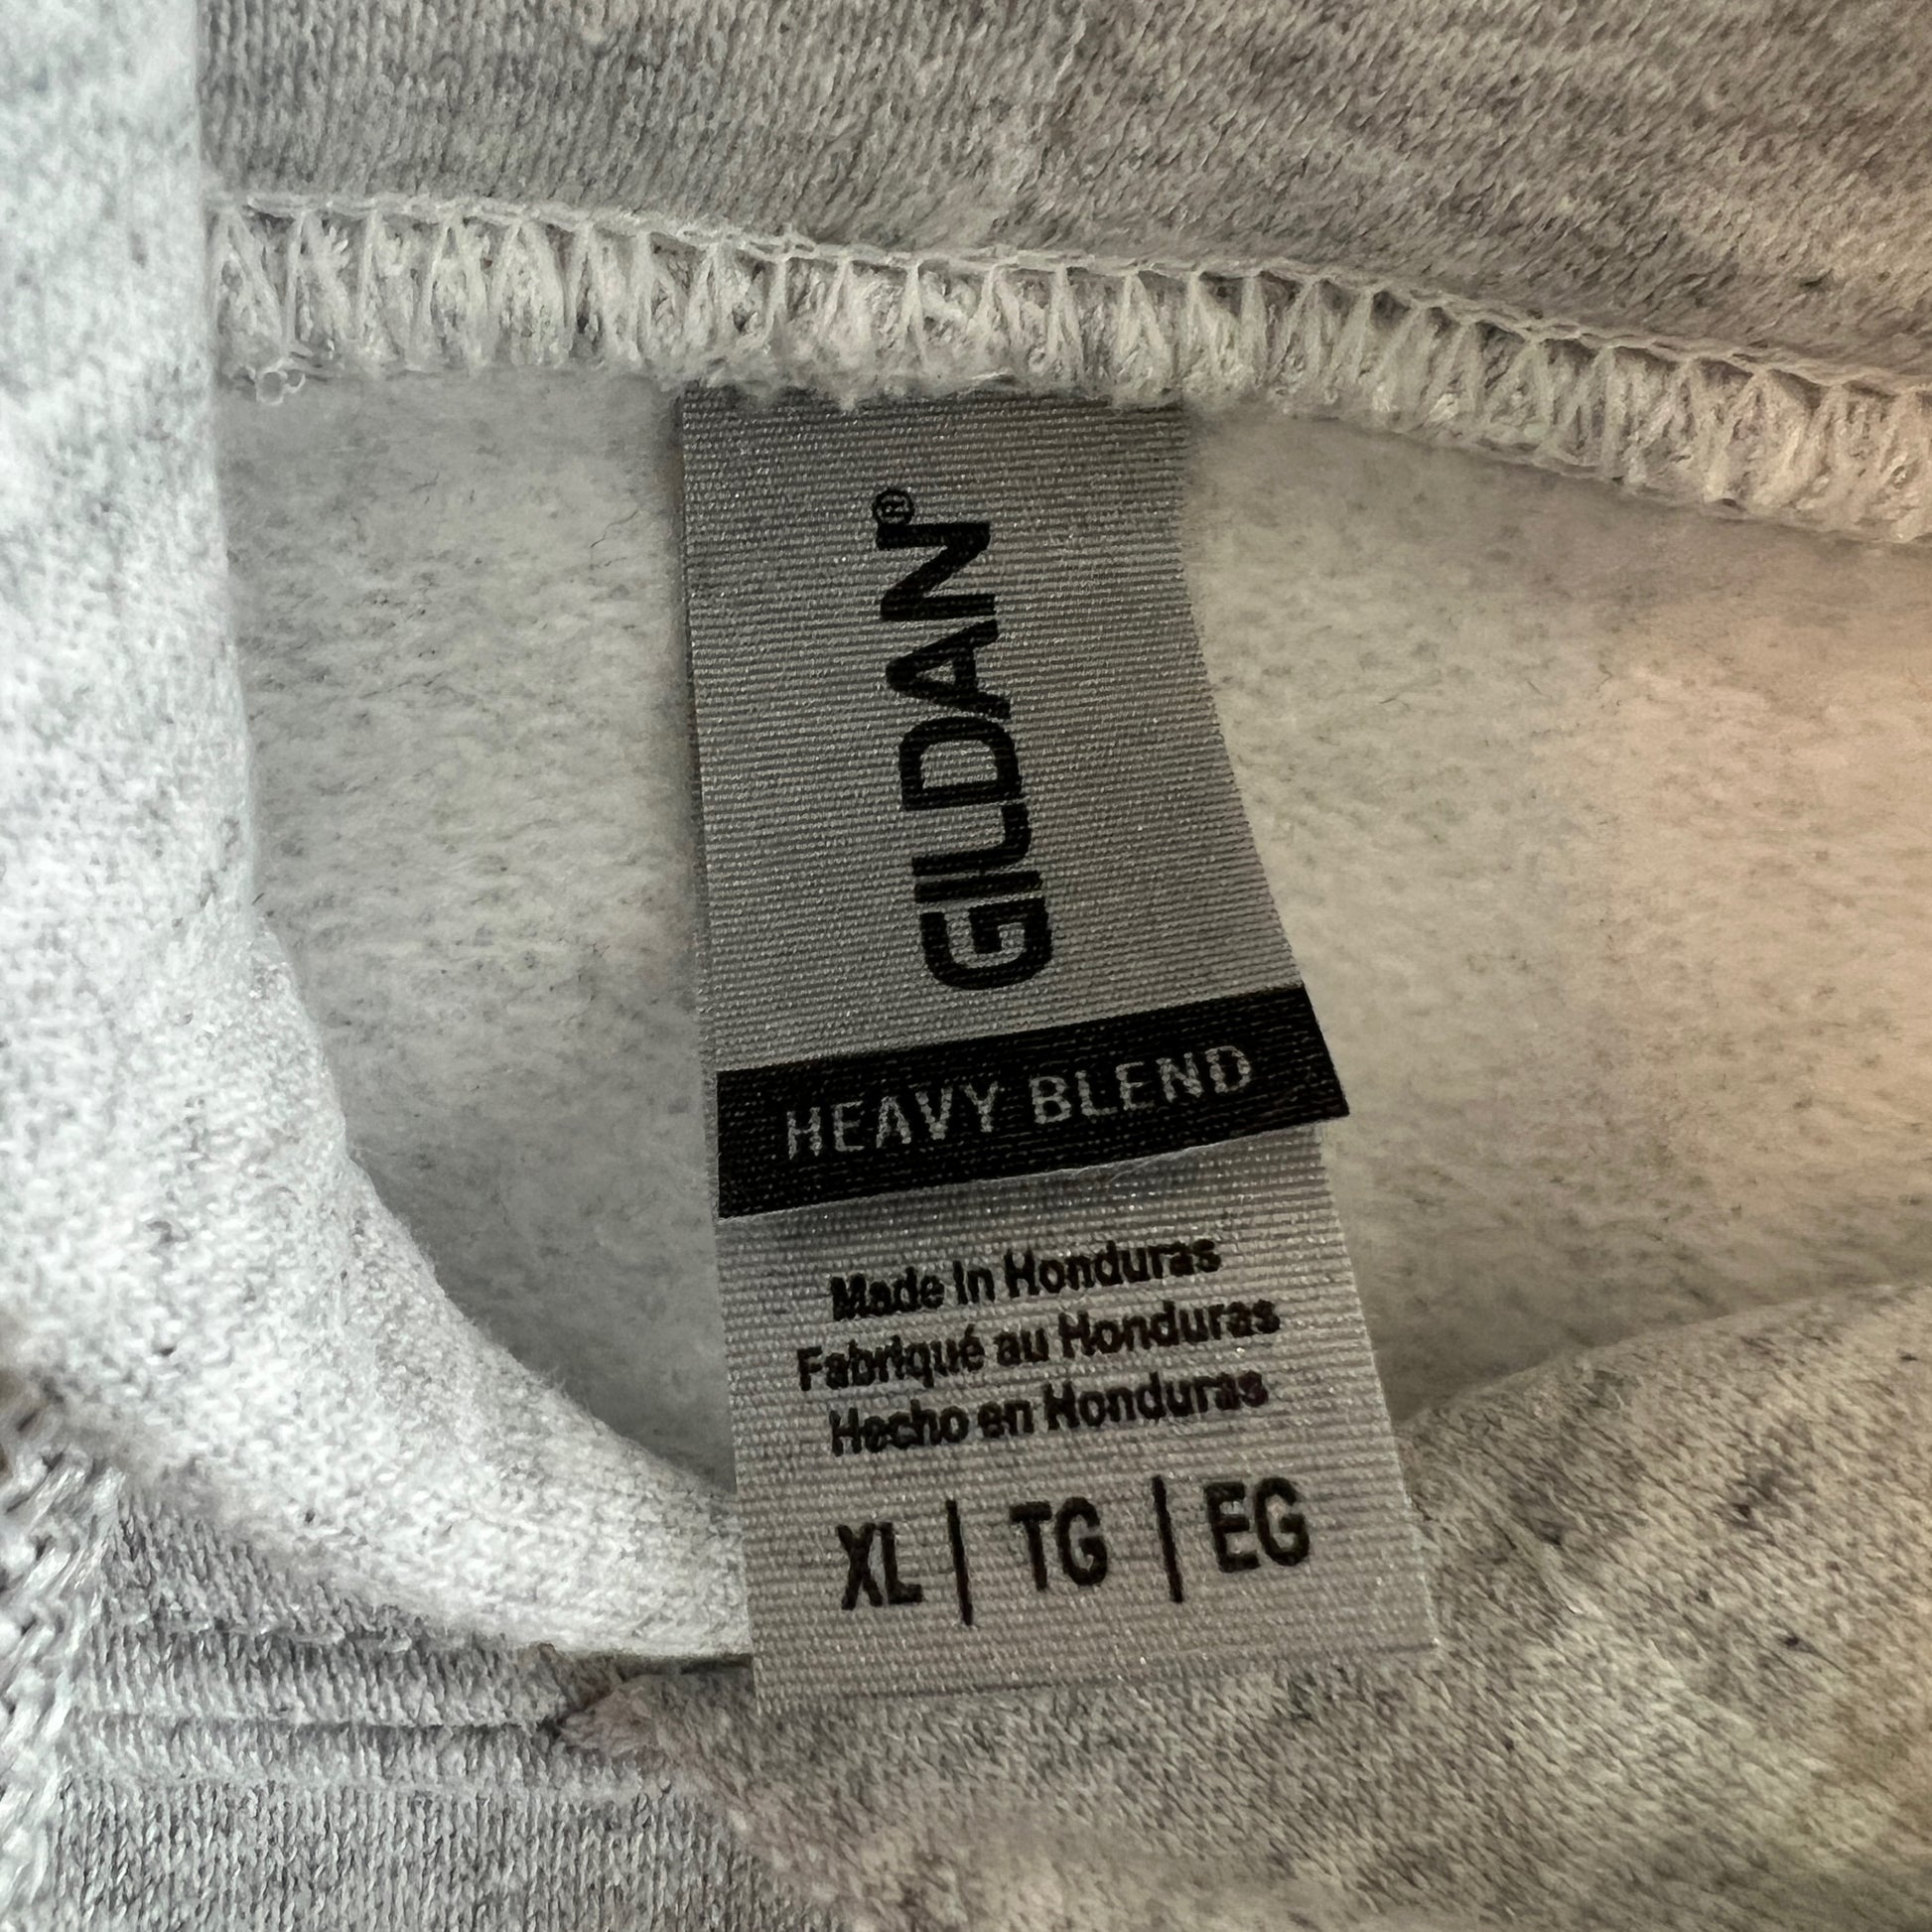 GILDAN®
HEAVY BLEND
Made in Honduras
Fabriqué au Honduras
Hecho en Honduras
XL | TG | EG